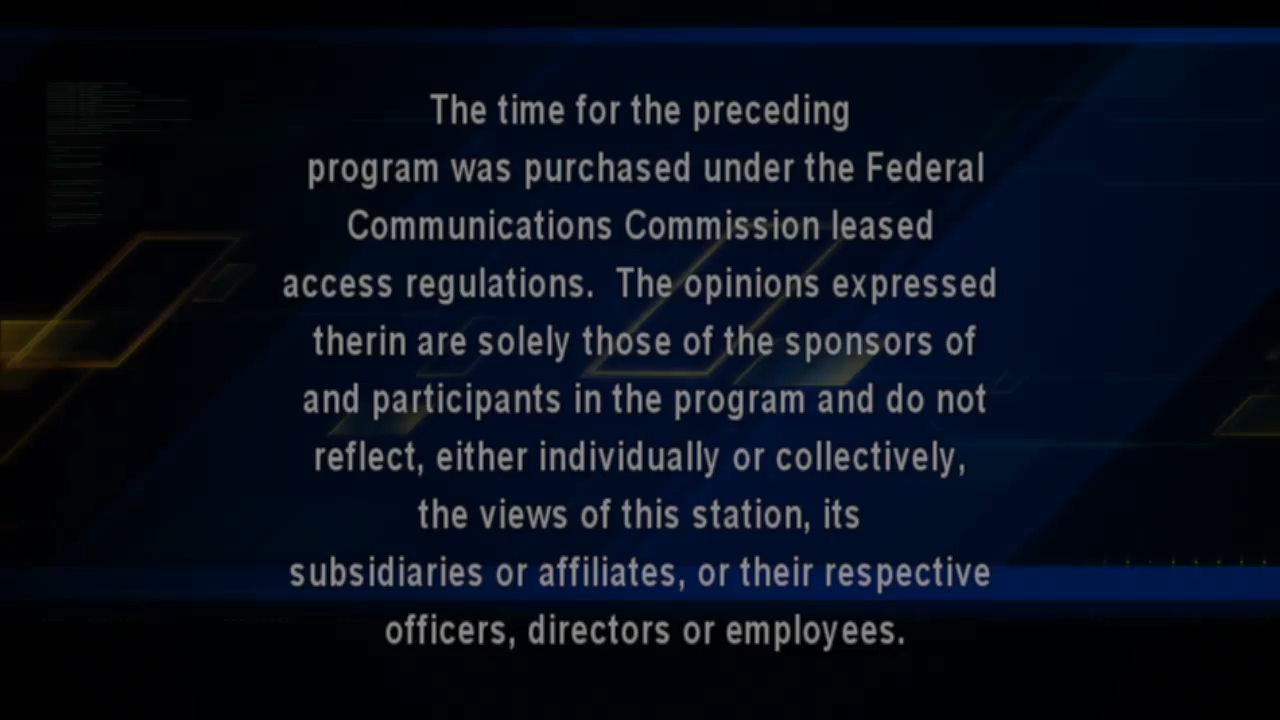 The time for the preceding
program was purchased under the Federal
Communications Commission leased
access regulations.  The opinions expressed
therin are solely those of the sponsors of
and participants in the program and do not
reflect, either individually or collectively,
the views of this station, its
subsidiaries or affiliates, or their respective
officers, directors or employees.